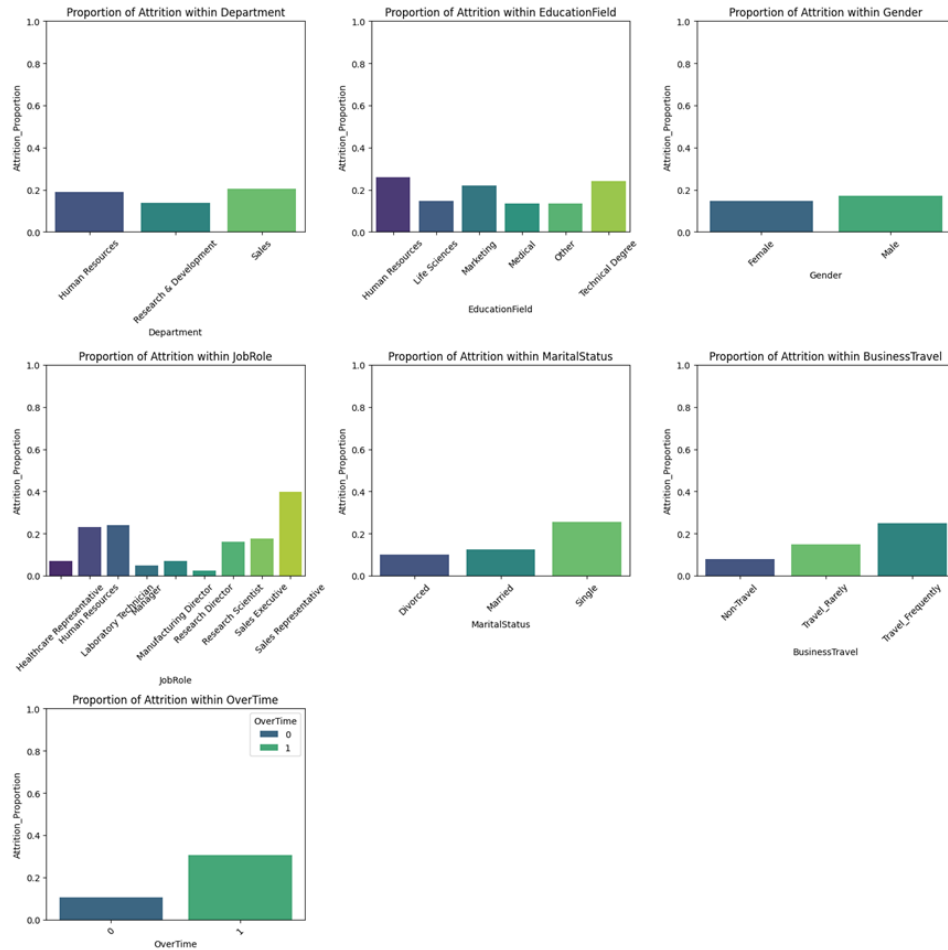 Proportion of Attrition within Department
1.0
0.8
0.6
0.4
0.2
0.0
Attrition_Proportion
Human Resources
Research & Development
Sales
Department
Proportion of Attrition within EducationField
1.0
0.8
0.6
0.4
0.2
0.0
Attrition_Proportion
Human Resources
Life Sciences
Marketing
Medical
Other
Technical Degree
EducationField
Proportion of Attrition within Gender
1.0
0.8
0.6
0.4
0.2
0.0
Attrition_Proportion
Female
Male
Gender
Proportion of Attrition within JobRole
1.0
0.8
0.6
0.4
0.2
0.0
Attrition_Proportion
Healthcare Representative
Human Resources
Laboratory Technician
Manager
Manufacturing Director
Research Director
Research Scientist
Sales Executive
Sales Representative
JobRole
Proportion of Attrition within MaritalStatus
1.0
0.8
0.6
0.4
0.2
0.0
Attrition_Proportion
Divorced
Married
Single
MaritalStatus
Proportion of Attrition within BusinessTravel
1.0
0.8
0.6
0.4
0.2
0.0
Attrition_Proportion
Non-Travel
Travel_Rarely
Travel_Frequently
BusinessTravel
Proportion of Attrition within OverTime
1.0
0.8
0.6
0.4
0.2
0.0
Attrition_Proportion
OverTime
0
1
0
1
OverTime